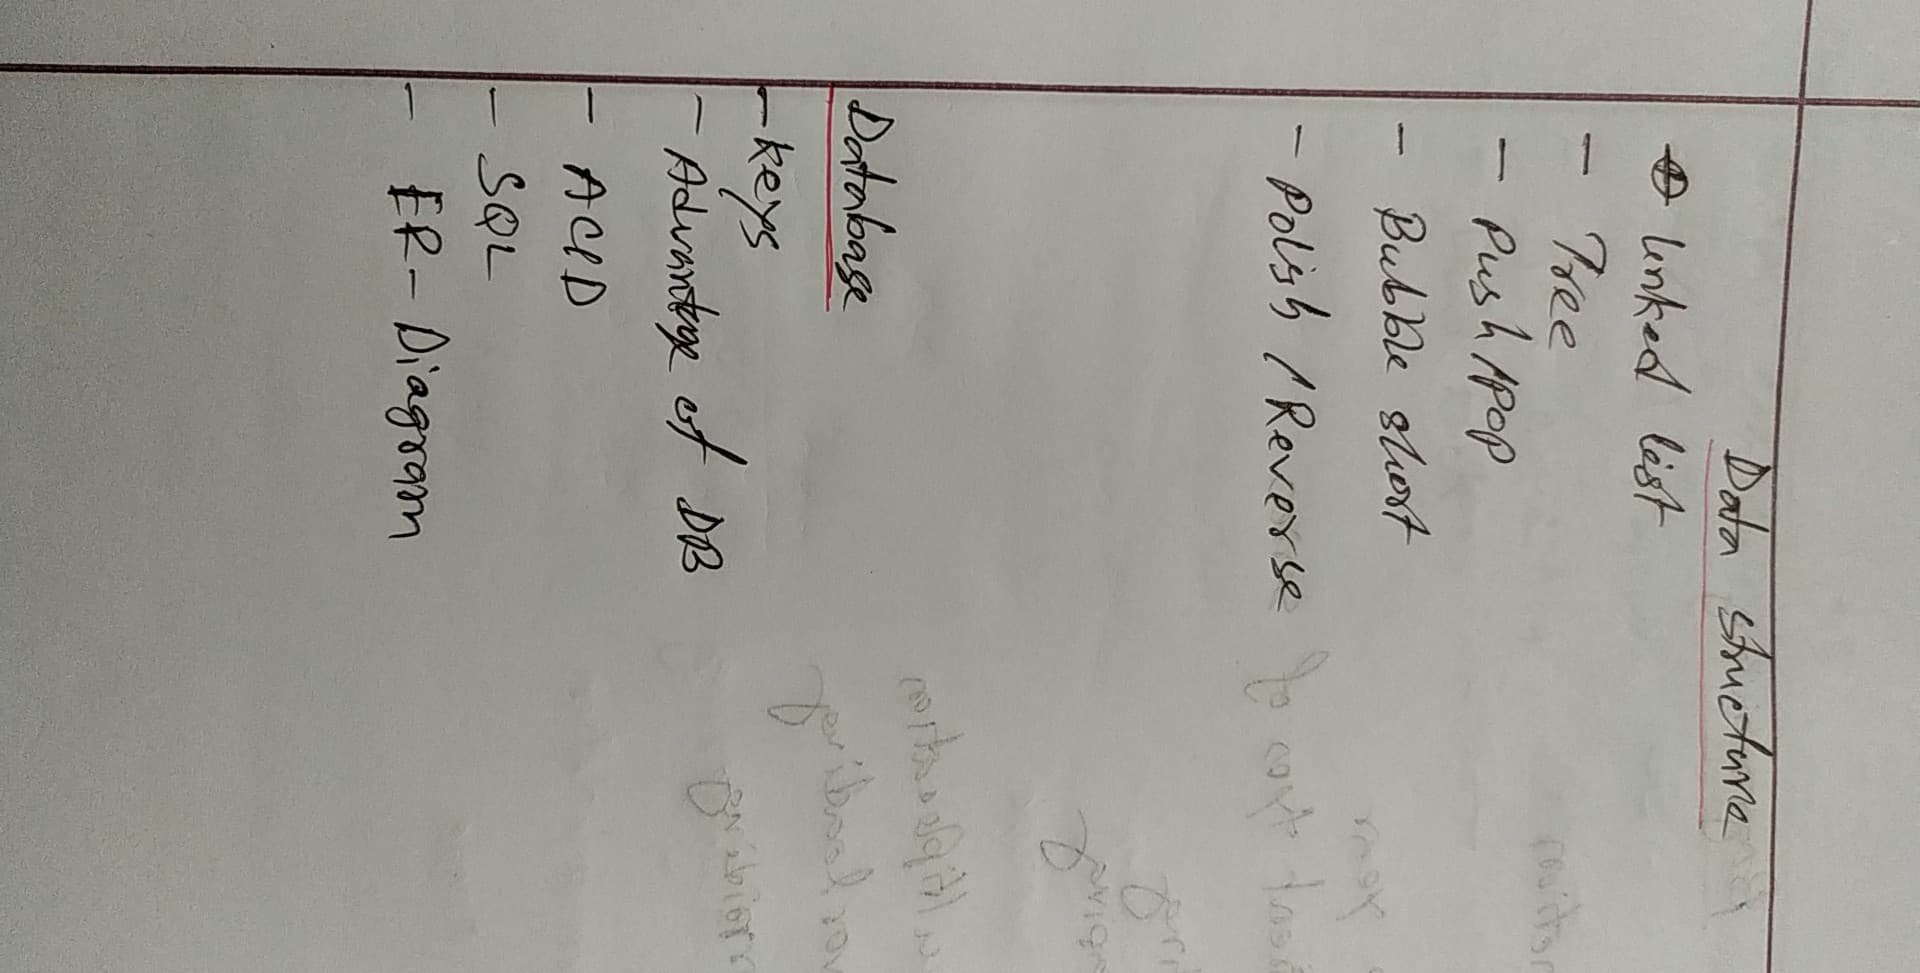 Data structure
linked list
- Tree
- Push/POP
- Bubble short
- Polish / Reverse
Database
- keys
- Advantage of DB
- ACID
- SQL
- ER - Diagram